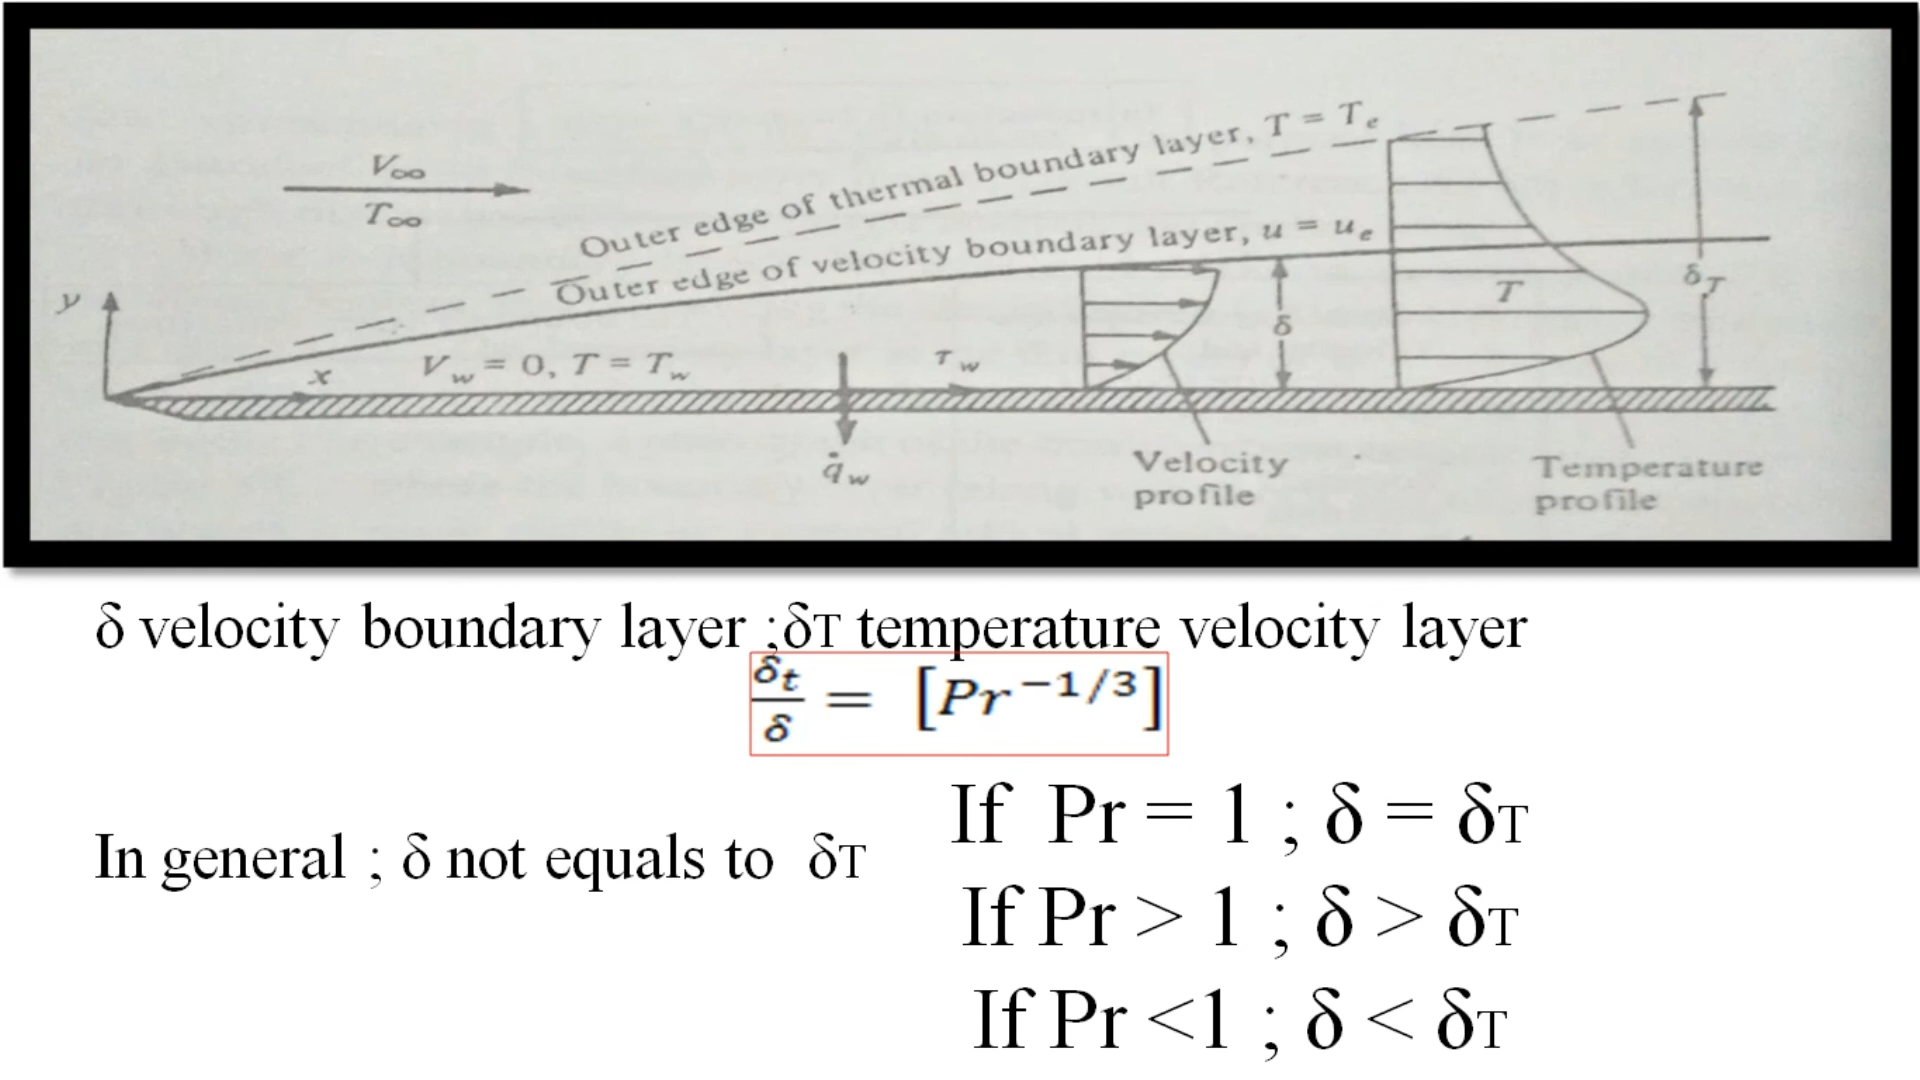 V∞
T∞
Outer edge of thermal boundary layer, T = Te
Outer edge of velocity boundary layer, u = ue
y
x
Vw = 0, T = Tw
τw
q̇w
δ
T
δT
Velocity
profile
Temperature
profile
δ velocity boundary layer ;δT temperature velocity layer
δt/δ = [Pr^−1/3]
In general ; δ not equals to δT
If Pr = 1 ; δ = δT
If Pr > 1 ; δ > δT
If Pr <1 ; δ < δT